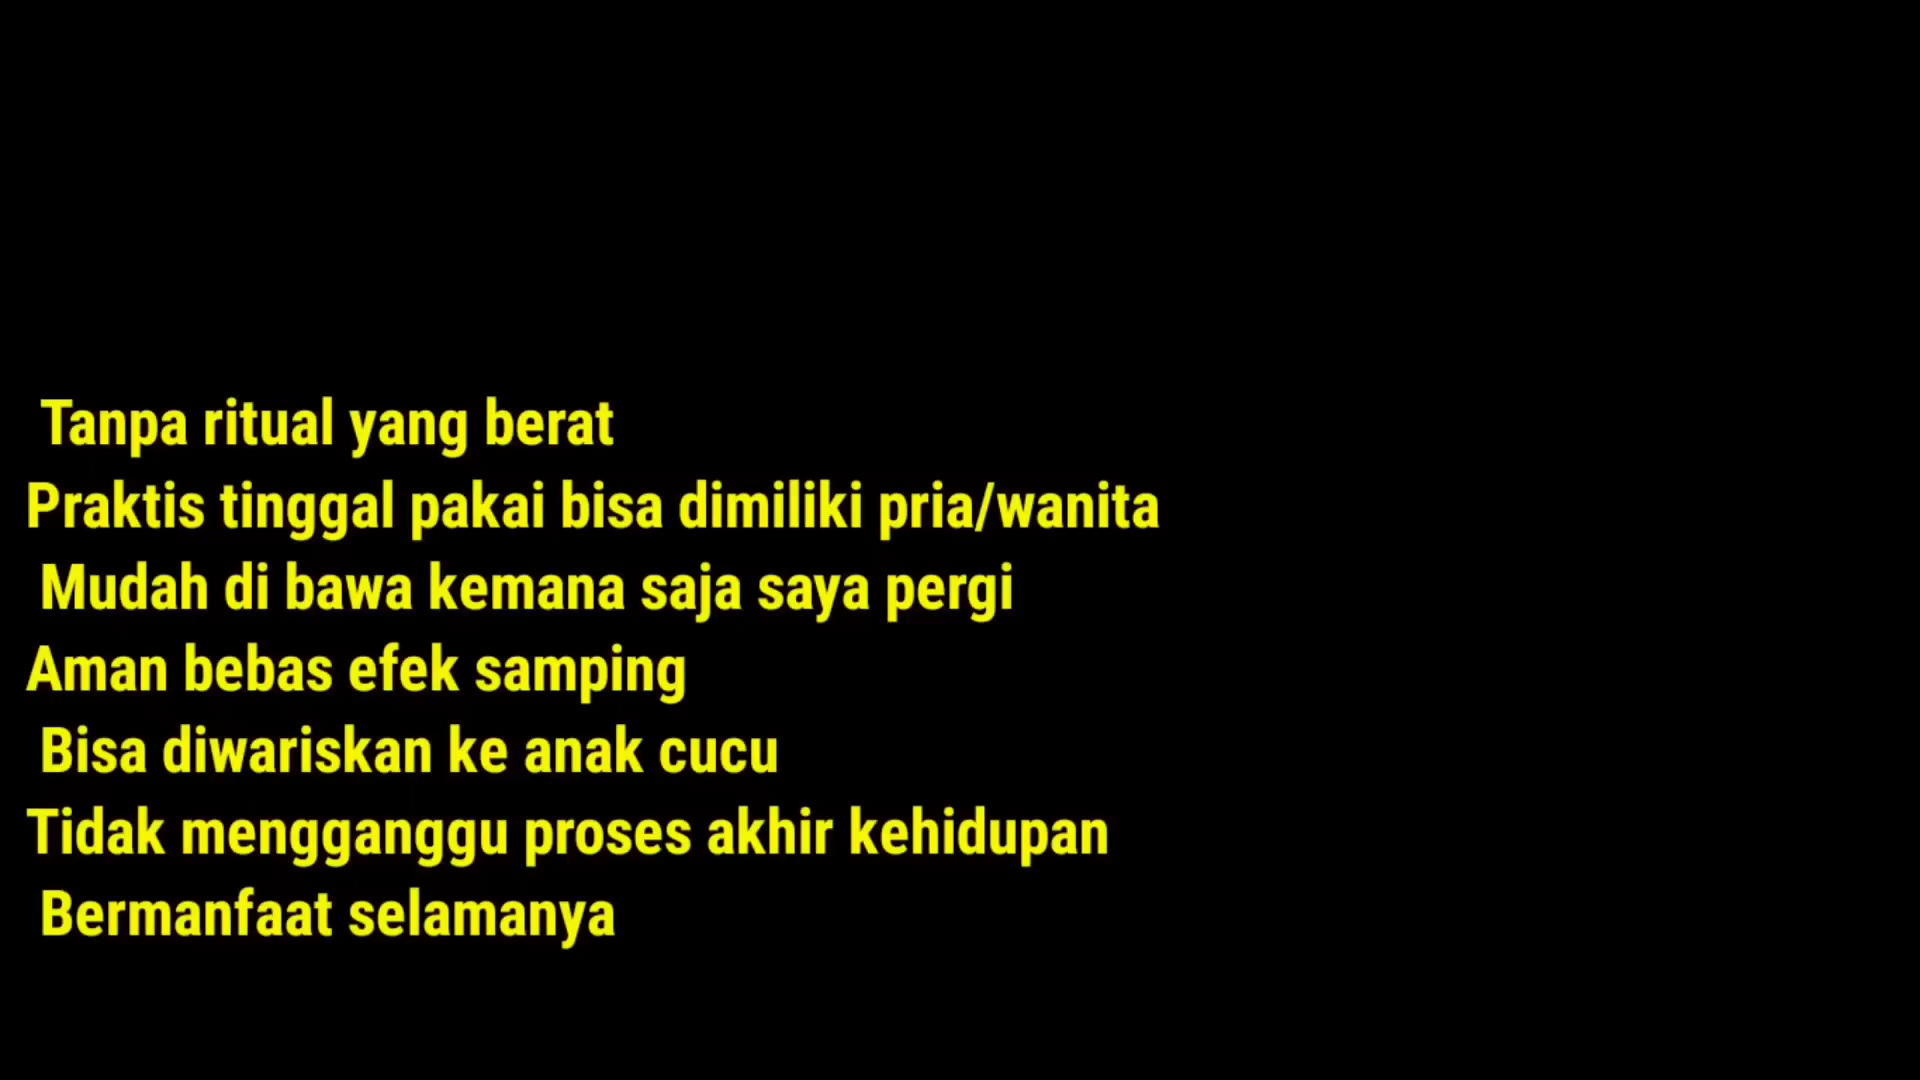 Tanpa ritual yang berat
Praktis tinggal pakai bisa dimiliki pria/wanita
Mudah di bawa kemana saja saya pergi
Aman bebas efek samping
Bisa diwariskan ke anak cucu
Tidak mengganggu proses akhir kehidupan
Bermanfaat selamanya